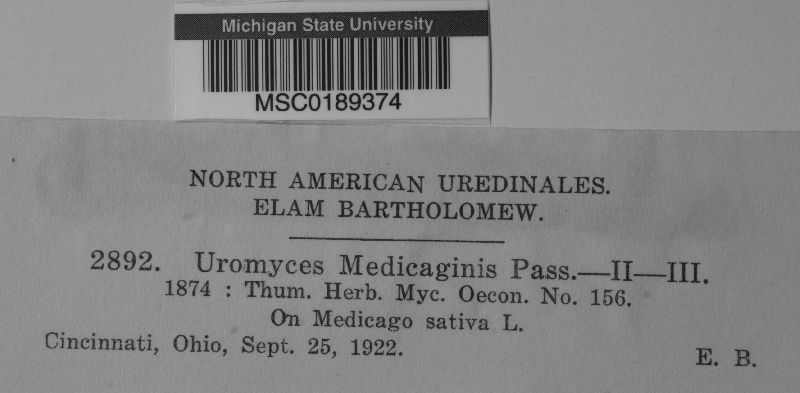 Michigan State University
MSC0189374
NORTH AMERICAN UREDINALES.
ELAM BARTHOLOMEW.
2892. Uromyces Medicaginis Pass.—II—III.
1874 : Thum. Herb. Myc. Oecon. No. 156.
On Medicago sativa L.
Cincinnati, Ohio, Sept. 25, 1922.
E. B.